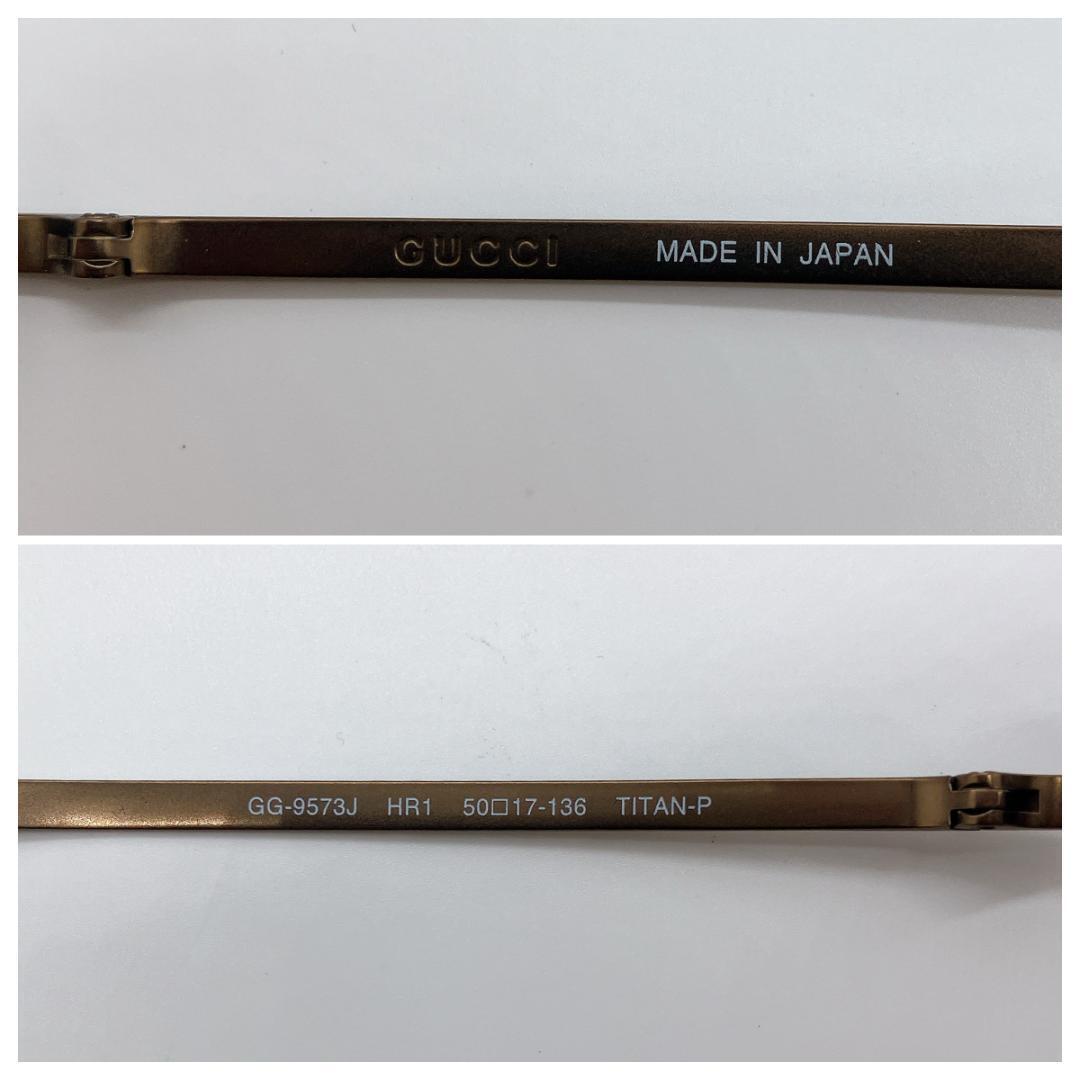 GUCCI MADE IN JAPAN
GG-9573J HR1 50□17-136 TITAN-P